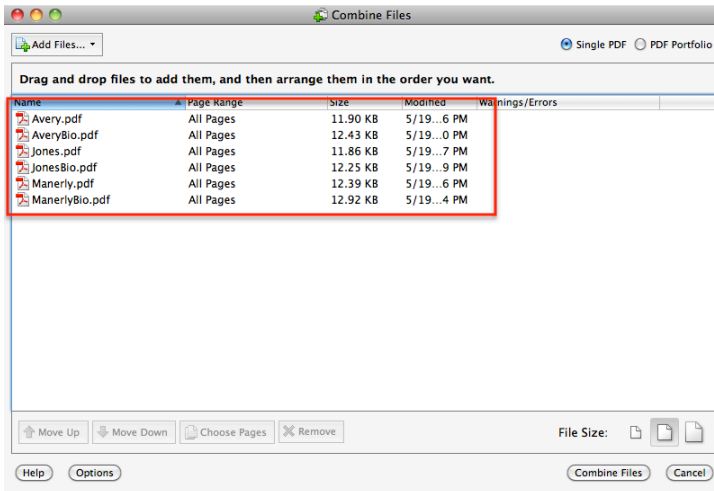 Combine Files
Add Files...
Single PDF PDF Portfolio
Drag and drop files to add them, and then arrange them in the order you want.
Name Page Range Size Modified Warnings/Errors
Avery.pdf All Pages 11.90 KB 5/19...6 PM
AveryBio.pdf All Pages 12.43 KB 5/19...0 PM
Jones.pdf All Pages 11.86 KB 5/19...7 PM
JonesBio.pdf All Pages 12.25 KB 5/19...9 PM
Manerly.pdf All Pages 12.39 KB 5/19...6 PM
ManerlyBio.pdf All Pages 12.92 KB 5/19...4 PM
Move Up Move Down Choose Pages Remove File Size:
Help Options Combine Files Cancel